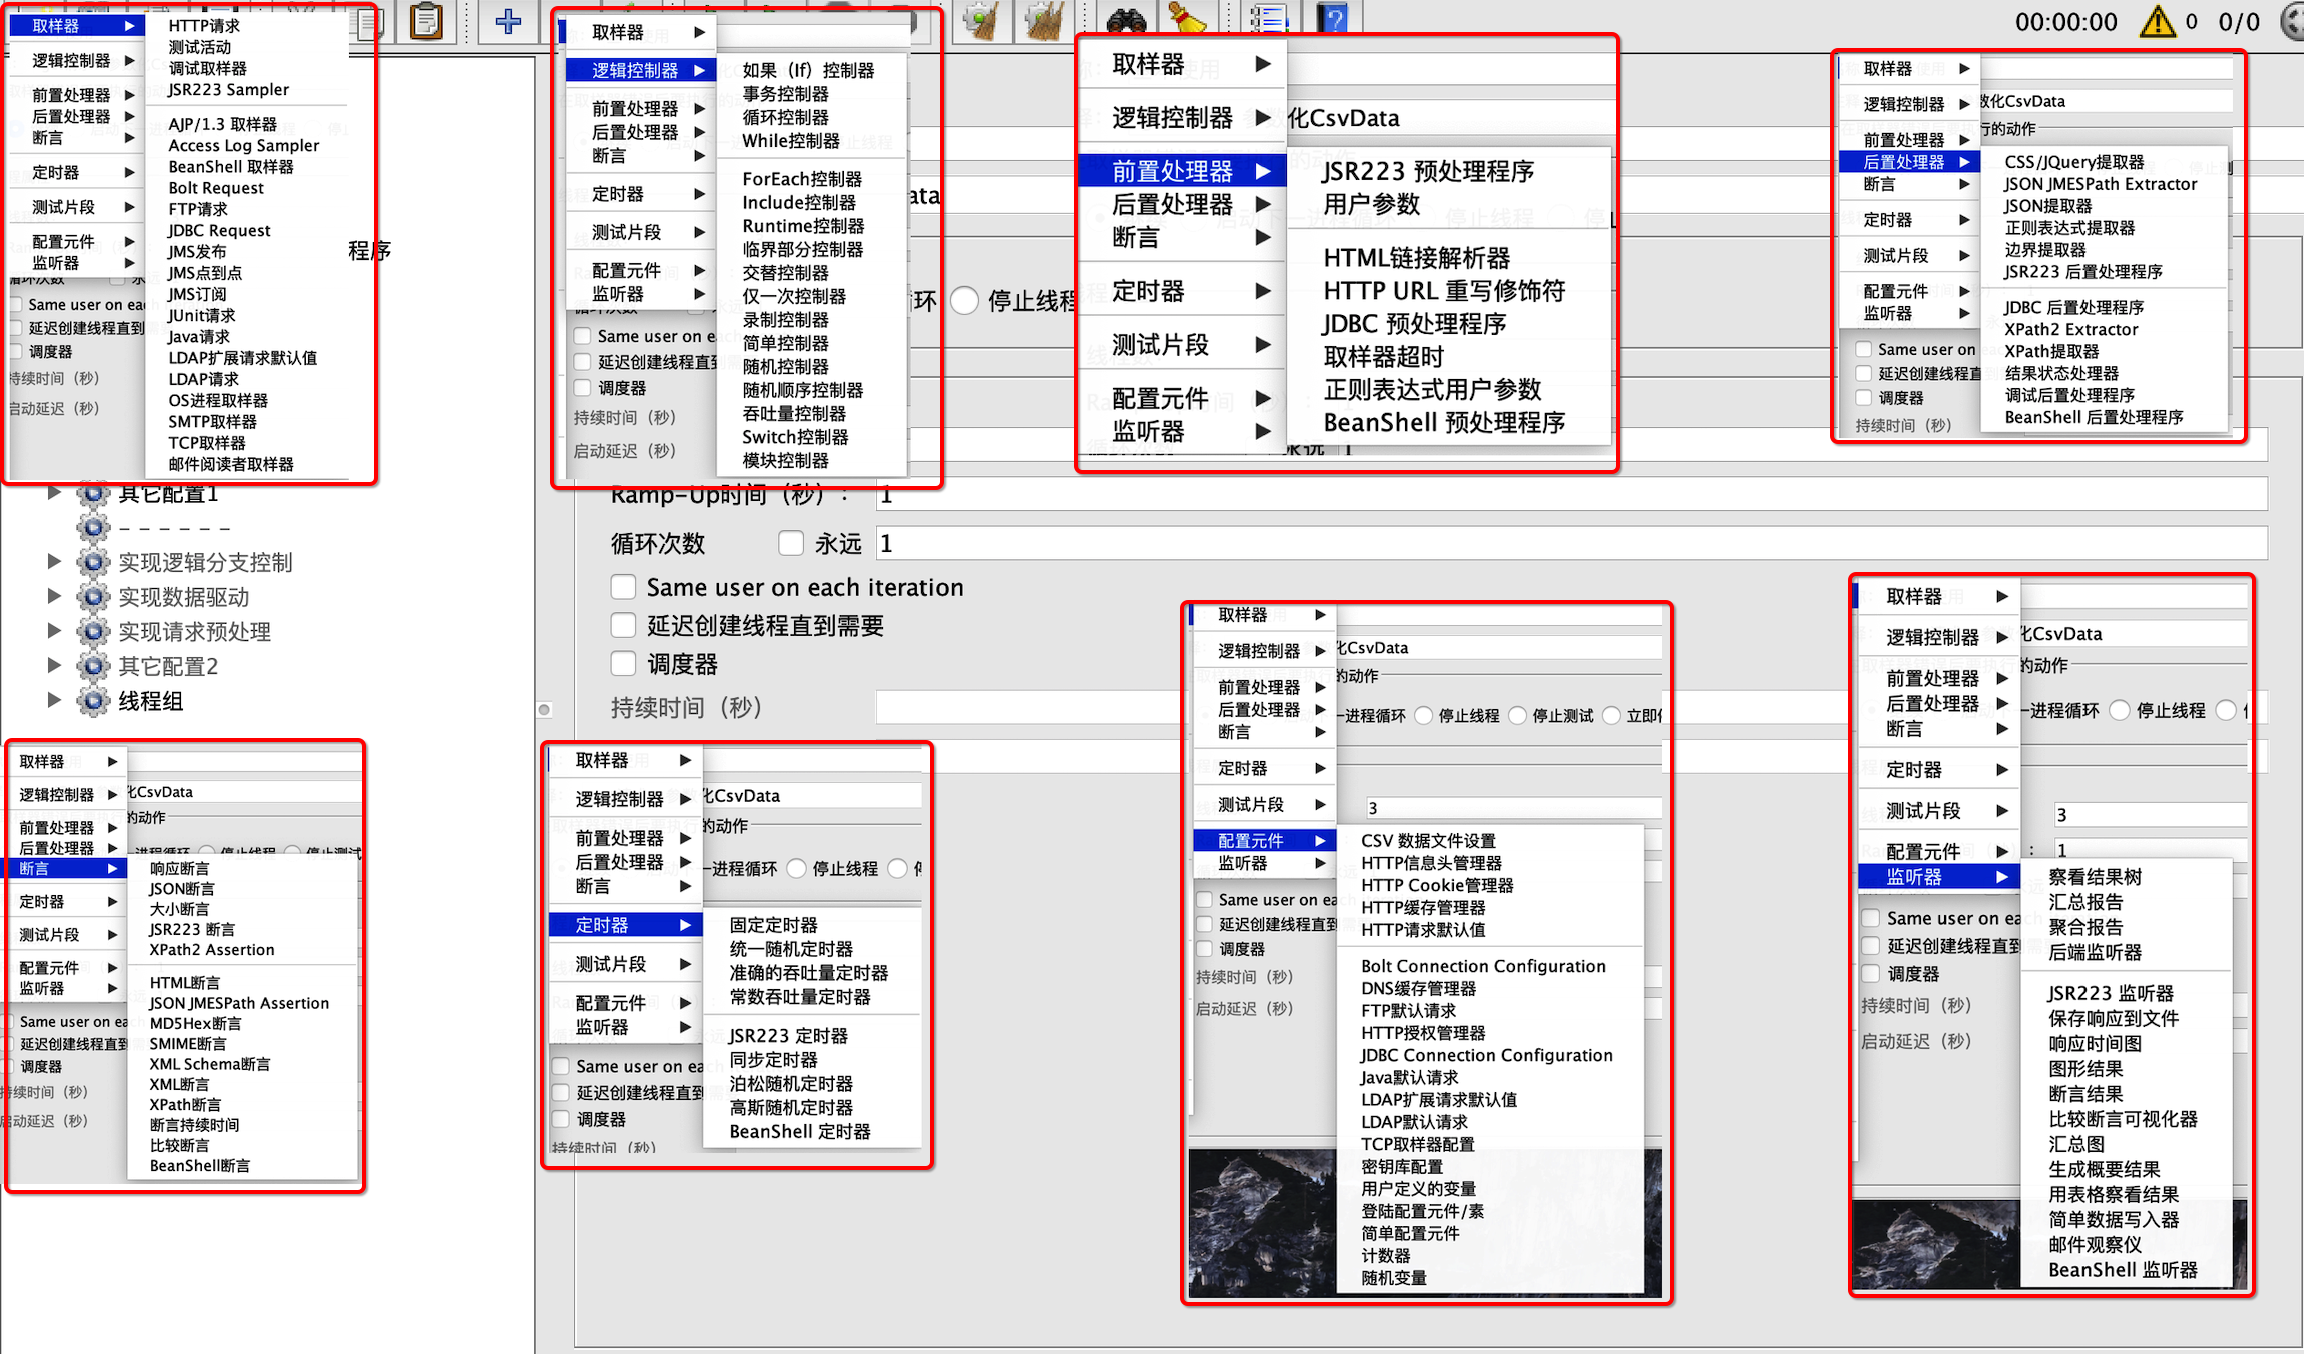 00:00:00
0
0/0
取样器
逻辑控制器
前置处理器
后置处理器
断言
定时器
测试片段
配置元件
监听器
HTTP请求
测试活动
调试取样器
JSR223 Sampler
AJP/1.3 取样器
Access Log Sampler
BeanShell 取样器
Bolt Request
FTP请求
JDBC Request
JMS发布
JMS点到点
JMS订阅
JUnit请求
Java请求
LDAP扩展请求默认值
LDAP请求
OS进程取样器
SMTP取样器
TCP取样器
邮件阅读者取样器
循环次数
Same user on each
延迟创建线程直到
调度器
持续时间（秒）
启动延迟（秒）
程序
取样器
逻辑控制器
前置处理器
后置处理器
断言
定时器
测试片段
配置元件
监听器
如果（If）控制器
事务控制器
循环控制器
While控制器
ForEach控制器
Include控制器
Runtime控制器
临界部分控制器
交替控制器
仅一次控制器
录制控制器
简单控制器
随机控制器
随机顺序控制器
吞吐量控制器
Switch控制器
模块控制器
循环次数
Same user on eac
延迟创建线程直到
调度器
持续时间（秒）
启动延迟（秒）
ata
环 停止线程
取样器
逻辑控制器
前置处理器
后置处理器
断言
定时器
测试片段
配置元件
监听器
化CsvData
JSR223 预处理程序
用户参数
HTML链接解析器
HTTP URL 重写修饰符
JDBC 预处理程序
取样器超时
正则表达式用户参数
BeanShell 预处理程序
永远 1
取样器
逻辑控制器
前置处理器
后置处理器
断言
定时器
测试片段
配置元件
监听器
数化CsvData
行的动作
CSS/JQuery提取器
JSON JMESPath Extractor
JSON提取器
正则表达式提取器
边界提取器
JSR223 后置处理程序
JDBC 后置处理程序
XPath2 Extractor
XPath提取器
结果状态处理器
调试后置处理程序
BeanShell 后置处理程序
Same user on
延迟创建线程直
调度器
持续时间（秒）
其它配置1
- - - - - -
实现逻辑分支控制
实现数据驱动
实现请求预处理
其它配置2
线程组
Ramp-Up时间（秒）： 1
循环次数 永远 1
Same user on each iteration
延迟创建线程直到需要
调度器
持续时间（秒）
取样器
逻辑控制器
前置处理器
后置处理器
断言
定时器
测试片段
配置元件
监听器
化CsvData
的动作
进程循环 停止线程 停止测试
响应断言
JSON断言
大小断言
JSR223 断言
XPath2 Assertion
HTML断言
JSON JMESPath Assertion
MD5Hex断言
SMIME断言
XML Schema断言
XML断言
XPath断言
断言持续时间
比较断言
BeanShell断言
Same user on eac
延迟创建线程直到
调度器
持续时间（秒）
启动延迟（秒）
取样器
逻辑控制器
前置处理器
后置处理器
断言
定时器
测试片段
配置元件
监听器
化CsvData
的动作
一进程循环 停止线程
固定定时器
统一随机定时器
准确的吞吐量定时器
常数吞吐量定时器
JSR223 定时器
同步定时器
泊松随机定时器
高斯随机定时器
BeanShell 定时器
Same user on eac
延迟创建线程直到
调度器
持续时间（秒）
取样器
逻辑控制器
前置处理器
后置处理器
断言
定时器
测试片段
配置元件
监听器
化CsvData
的动作
一进程循环 停止线程 停止测试 立即
3
CSV 数据文件设置
HTTP信息头管理器
HTTP Cookie管理器
HTTP缓存管理器
HTTP请求默认值
Bolt Connection Configuration
DNS缓存管理器
FTP默认请求
HTTP授权管理器
JDBC Connection Configuration
Java默认请求
LDAP扩展请求默认值
LDAP默认请求
TCP取样器配置
密钥库配置
用户定义的变量
登陆配置元件/素
简单配置元件
计数器
随机变量
Same user on each
延迟创建线程直到
调度器
持续时间（秒）
启动延迟（秒）
取样器
逻辑控制器
前置处理器
后置处理器
断言
定时器
测试片段
配置元件
监听器
化CsvData
的动作
一进程循环 停止线程
3
： 1
察看结果树
汇总报告
聚合报告
后端监听器
JSR223 监听器
保存响应到文件
响应时间图
图形结果
断言结果
比较断言可视化器
汇总图
生成概要结果
用表格察看结果
简单数据写入器
邮件观察仪
BeanShell 监听器
Same user on eac
延迟创建线程直到
调度器
持续时间（秒）
启动延迟（秒）